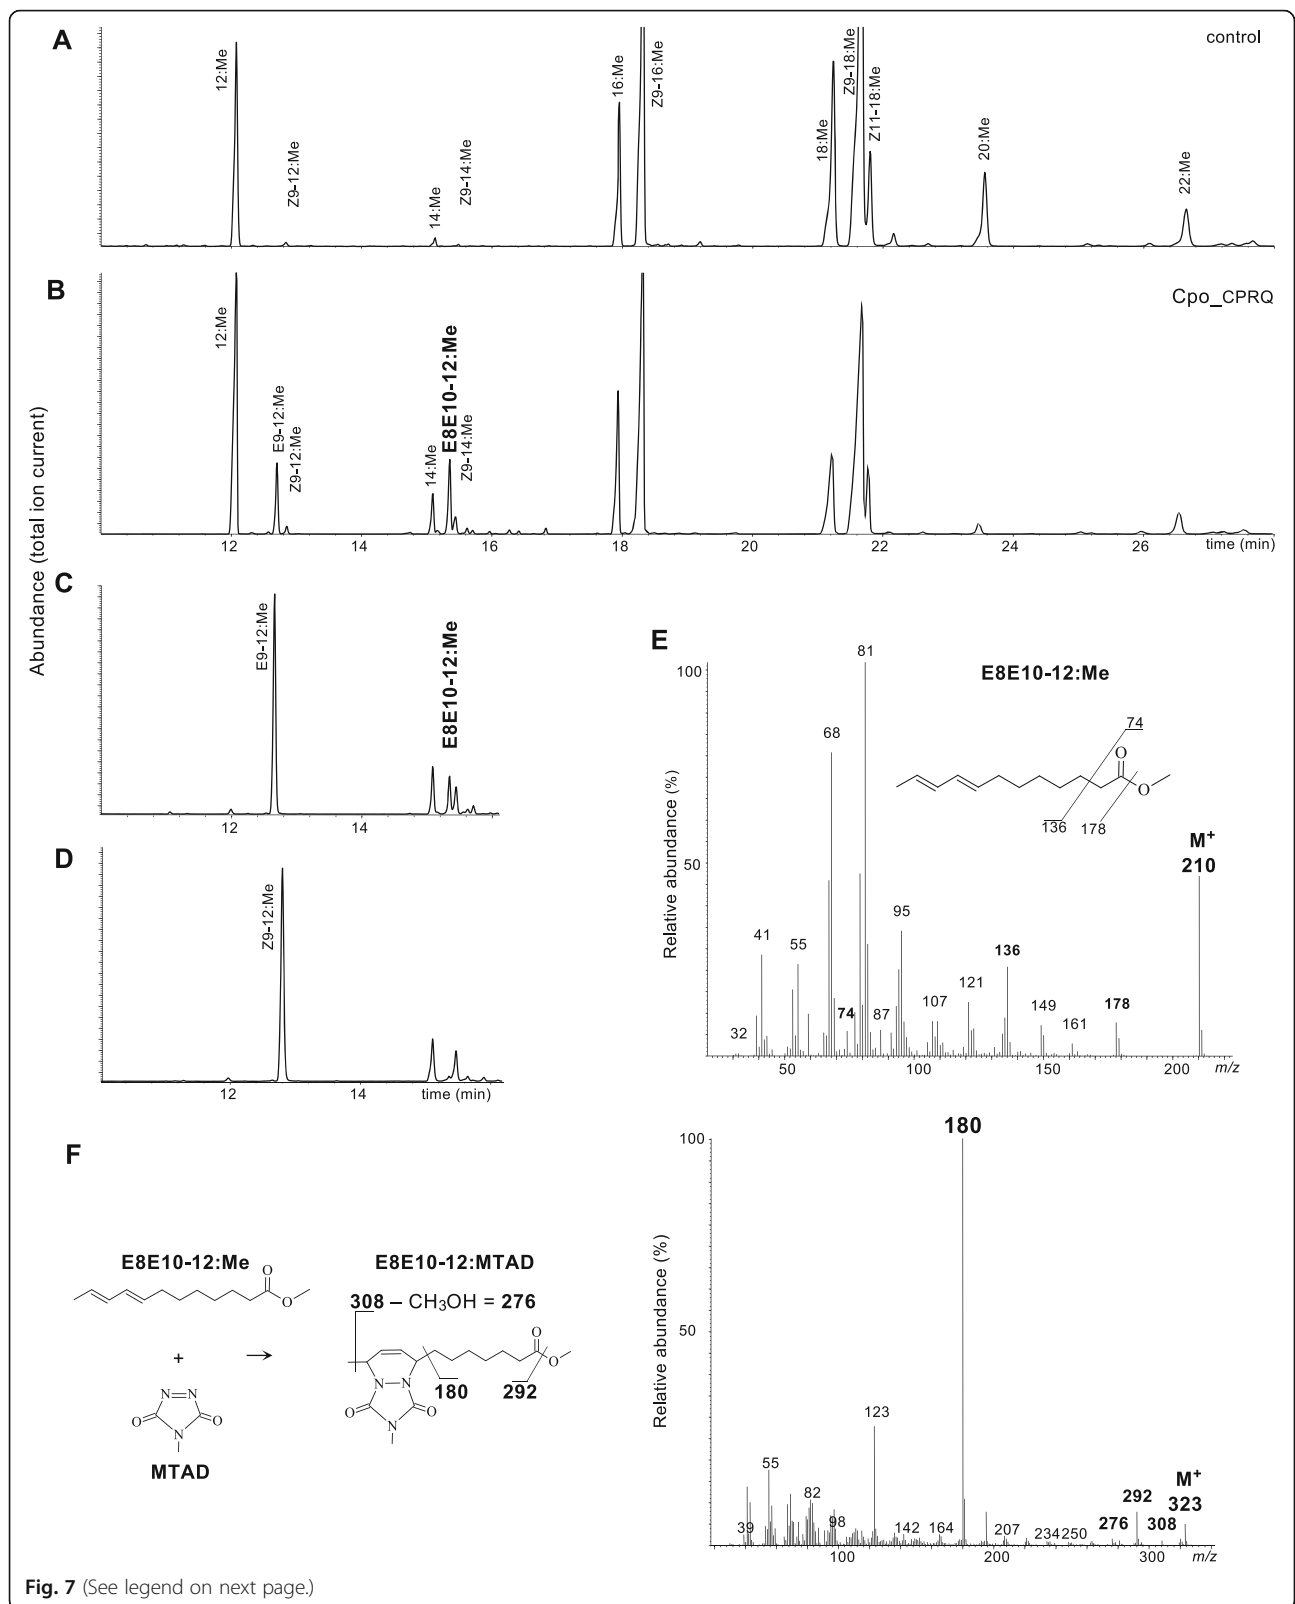 A
control
12:Me
Z9-12:Me
14:Me
Z9-14:Me
16:Me
Z9-16:Me
18:Me
Z9-18:Me
Z11-18:Me
20:Me
22:Me
B
Cpo_CPRQ
12:Me
E9-12:Me
Z9-12:Me
14:Me
E8E10-12:Me
Z9-14:Me
12 14 16 18 20 22 24 26 time (min)
Abundance (total ion current)
C
E9-12:Me
E8E10-12:Me
12 14
D
Z9-12:Me
12 14 time (min)
E
E8E10-12:Me
Relative abundance (%)
100
50
81
68
95
41
55
32
74
87
107
121
136
149
161
178
M+
210
74
O
O
136 178
50 100 150 200 m/z
F
E8E10-12:Me
O
O
+
N=N
O O
N
MTAD
E8E10-12:MTAD
308 – CH3OH = 276
O
O
N–N
180 292
O O
N
Relative abundance (%)
100
50
180
123
55
82
39
98
142
164
207
234
250
276
292
308
M+
323
100 200 300 m/z
Fig. 7 (See legend on next page.)